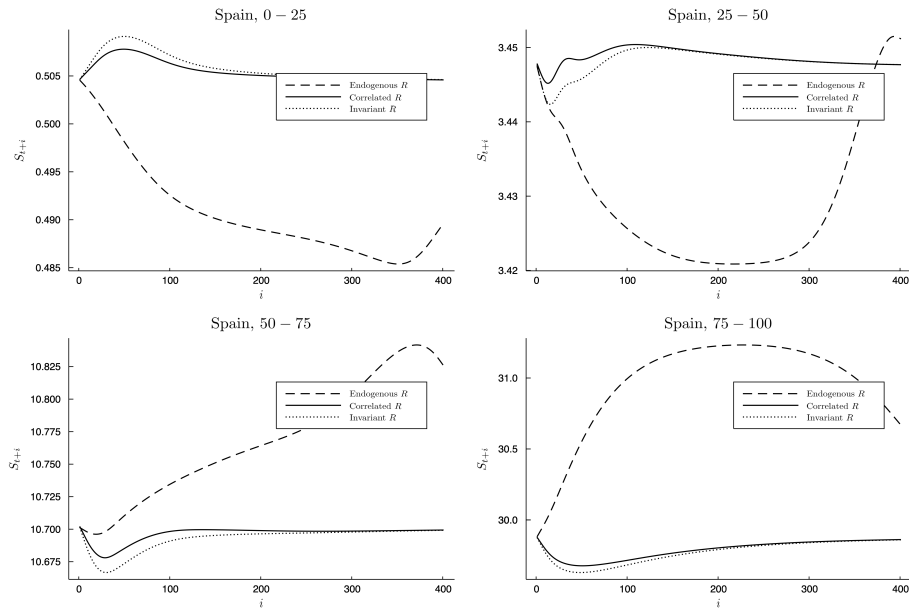 Spain, 0 − 25
0.505
0.500
0.495
0.490
0.485
S_{t+i}
Endogenous R
Correlated R
Invariant R
0 100 200 300 400
i
Spain, 25 − 50
3.45
3.44
3.43
3.42
S_{t+i}
Endogenous R
Correlated R
Invariant R
0 100 200 300 400
i
Spain, 50 − 75
10.825
10.800
10.775
10.750
10.725
10.700
10.675
S_{t+i}
Endogenous R
Correlated R
Invariant R
0 100 200 300 400
i
Spain, 75 − 100
31.0
30.5
30.0
S_{t+i}
Endogenous R
Correlated R
Invariant R
0 100 200 300 400
i